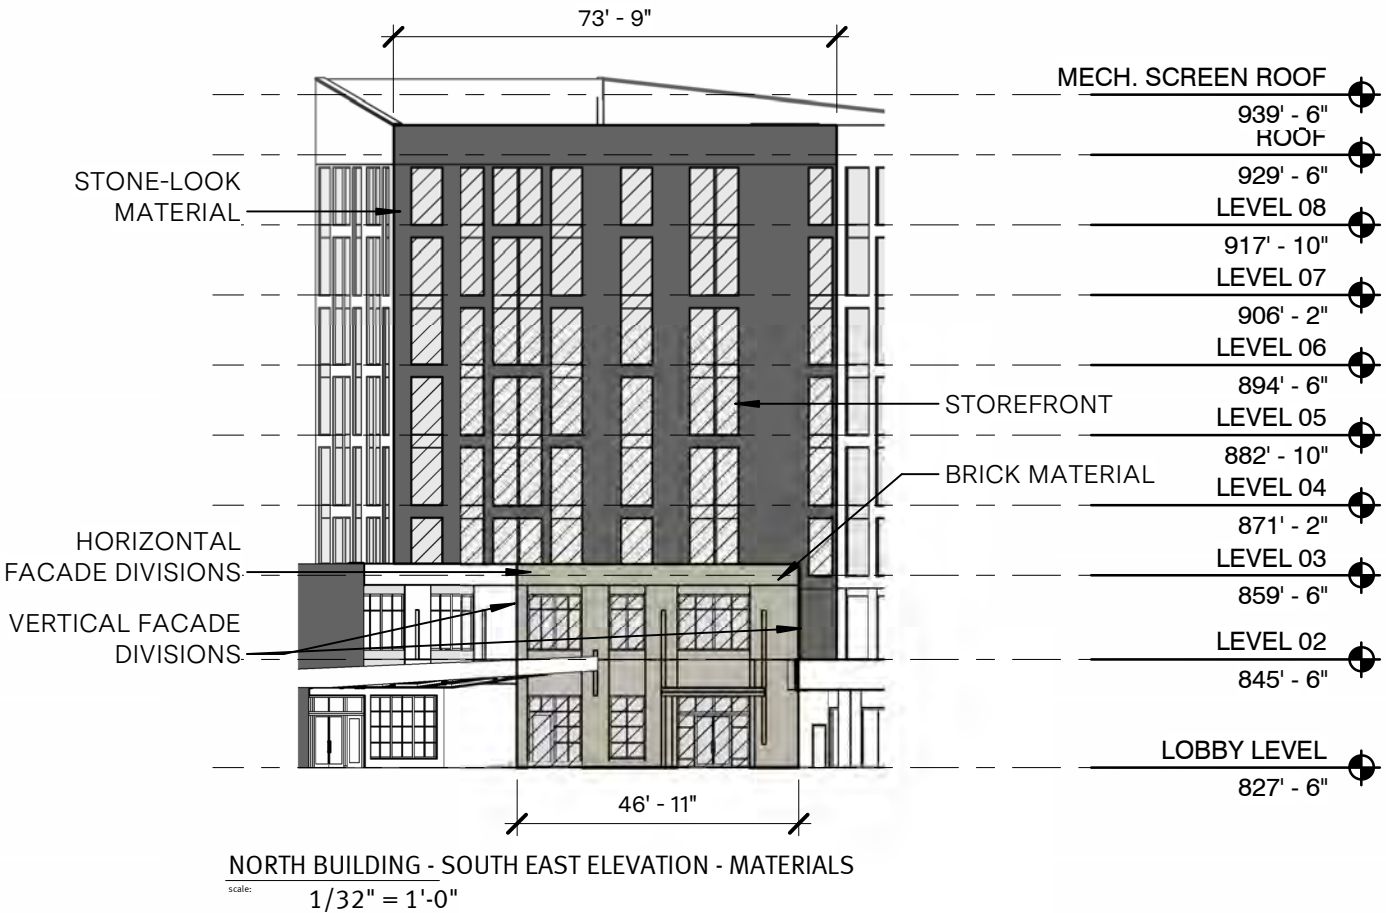 73' - 9"
MECH. SCREEN ROOF
939' - 6"
ROOF
929' - 6"
STONE-LOOK
MATERIAL
LEVEL 08
917' - 10"
LEVEL 07
906' - 2"
LEVEL 06
894' - 6"
STOREFRONT
LEVEL 05
882' - 10"
BRICK MATERIAL
LEVEL 04
871' - 2"
HORIZONTAL
FACADE DIVISIONS
LEVEL 03
859' - 6"
VERTICAL FACADE
DIVISIONS
LEVEL 02
845' - 6"
LOBBY LEVEL
827' - 6"
46' - 11"
NORTH BUILDING - SOUTH EAST ELEVATION - MATERIALS
scale:
1/32" = 1'-0"